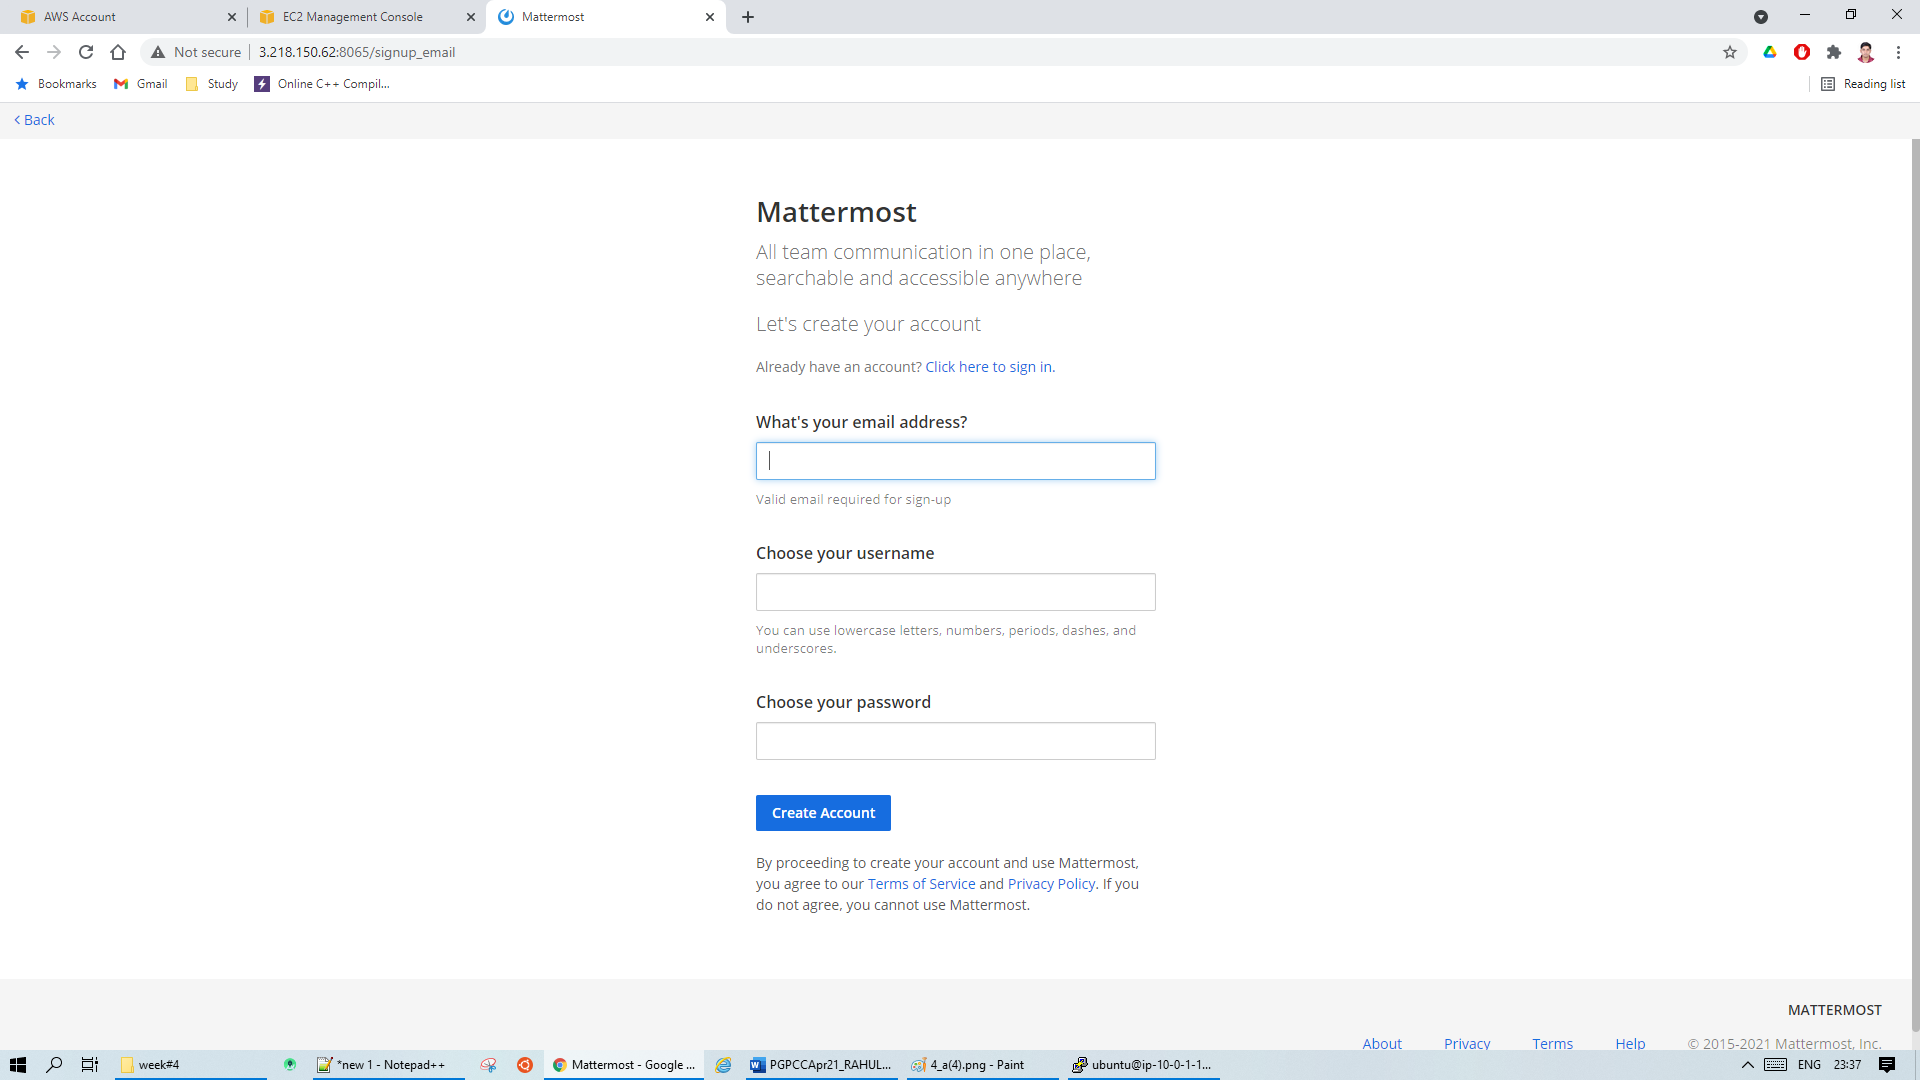 AWS Account
EC2 Management Console
Mattermost
Not secure
3.218.150.62:8065/signup_email
Bookmarks
Gmail
Study
Online C++ Compil...
Reading list
Back
Mattermost
All team communication in one place,
searchable and accessible anywhere
Let's create your account
Already have an account? Click here to sign in.
What's your email address?
Valid email required for sign-up
Choose your username
You can use lowercase letters, numbers, periods, dashes, and
underscores.
Choose your password
Create Account
By proceeding to create your account and use Mattermost,
you agree to our Terms of Service and Privacy Policy. If you
do not agree, you cannot use Mattermost.
MATTERMOST
About
Privacy
Terms
Help
© 2015-2021 Mattermost, Inc.
week#4
*new 1 - Notepad++
Mattermost - Google ...
PGPCCApr21_RAHUL...
4_a(4).png - Paint
ubuntu@ip-10-0-1-1...
ENG
23:37